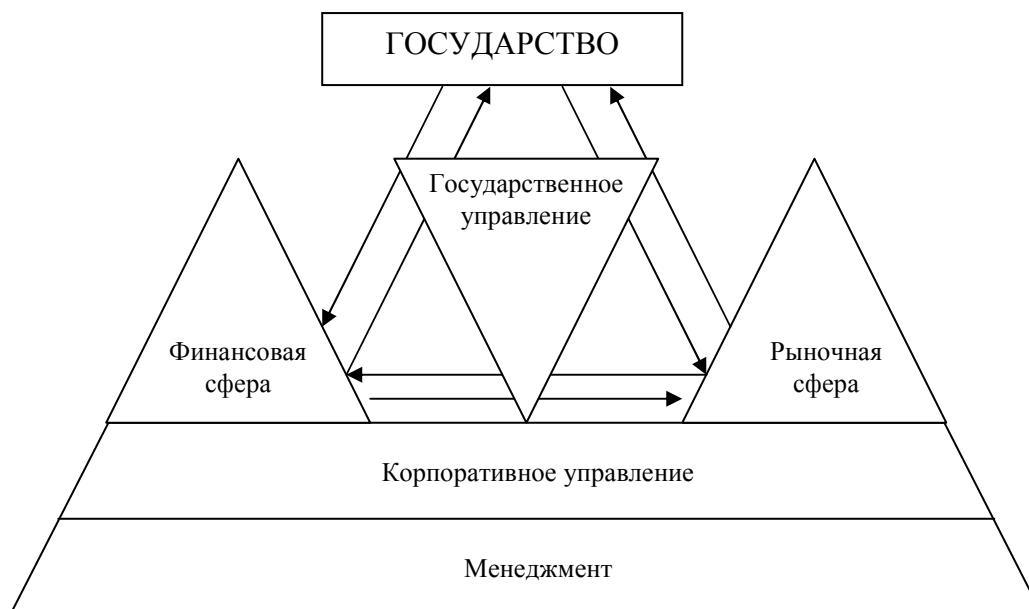 ГОСУДАРСТВО
Государственное
управление
Финансовая
сфера
Рыночная
сфера
Корпоративное управление
Менеджмент